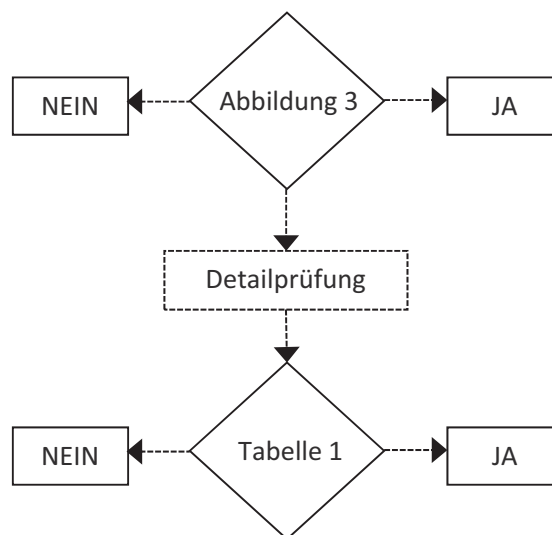 NEIN
Abbildung 3
JA
Detailprüfung
NEIN
Tabelle 1
JA